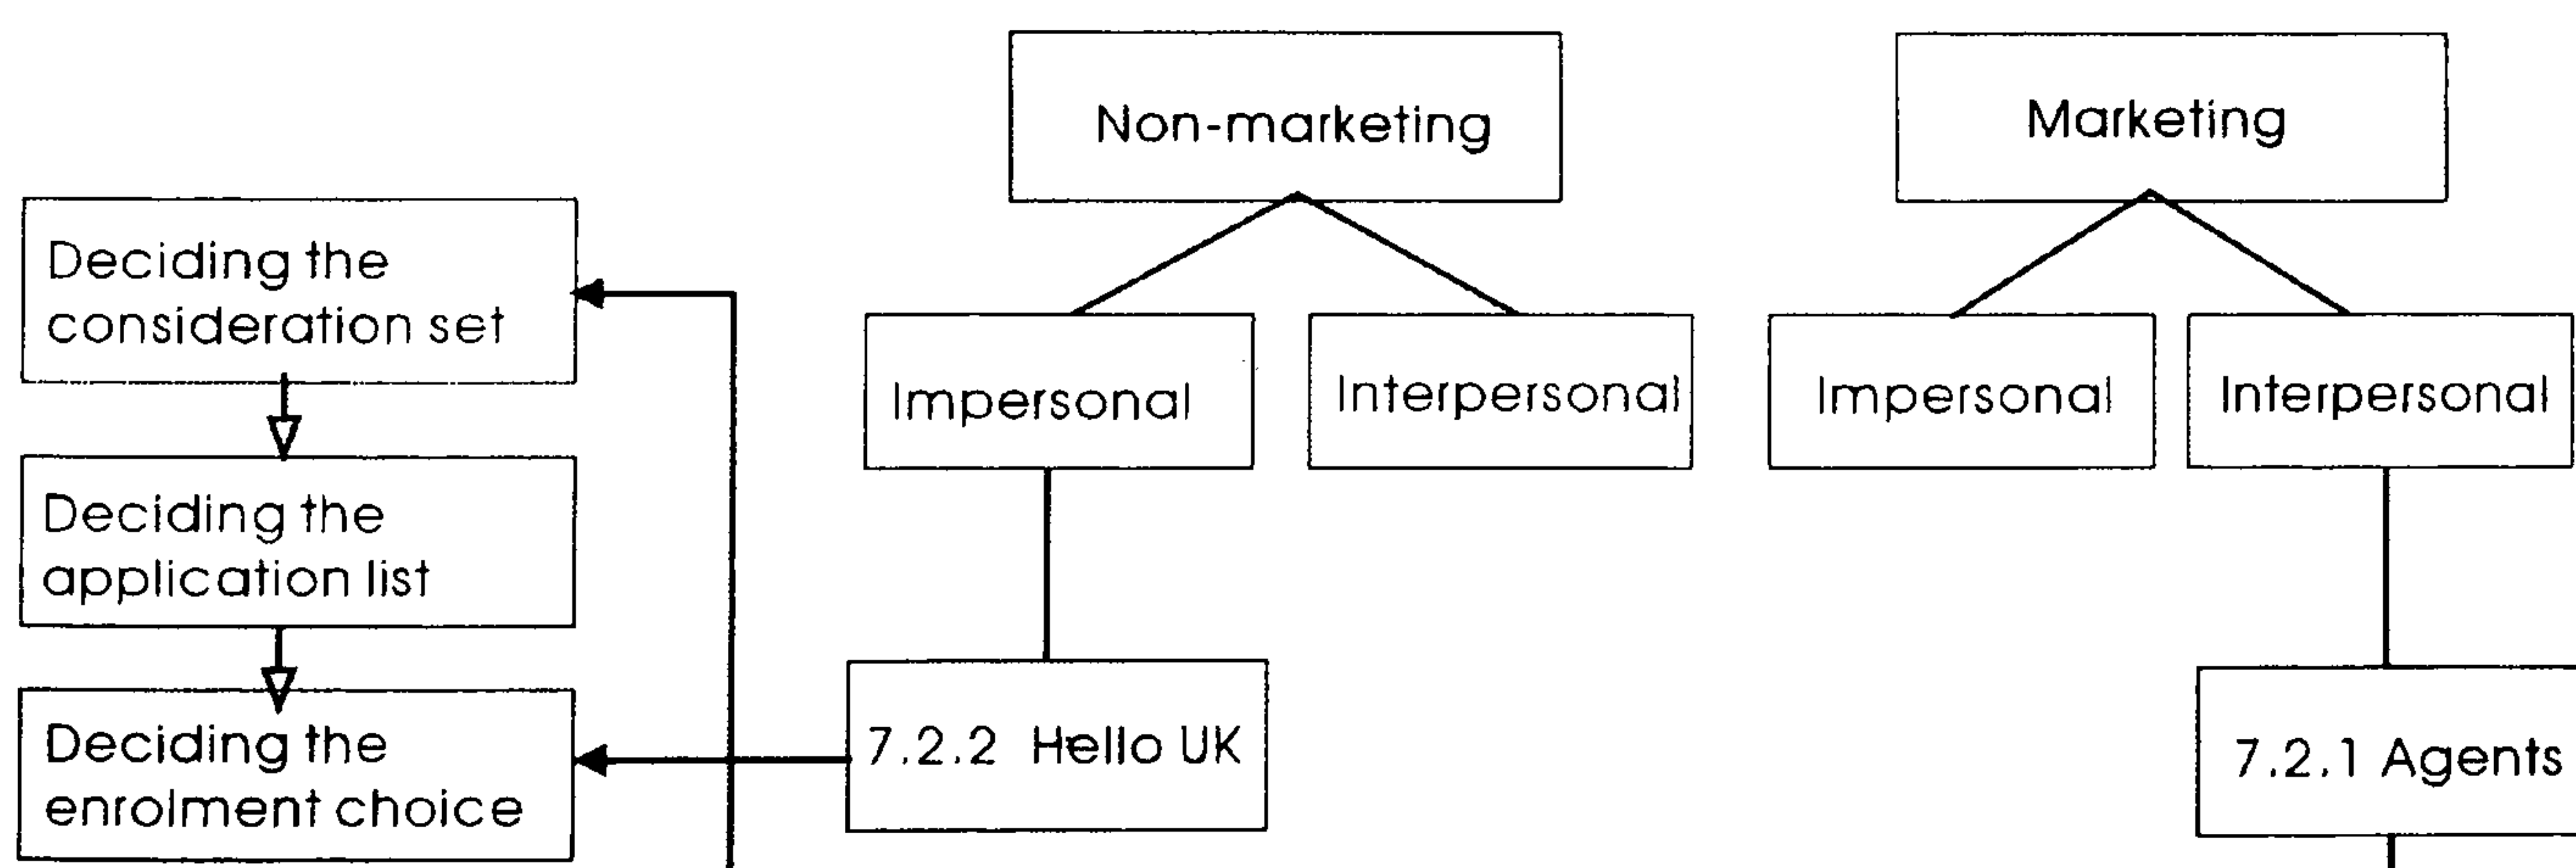 Non-marketing
Marketing
Deciding the
consideration set
Impersonal
Interpersonal
Impersonal
Interpersonal
Deciding the
application list
Deciding the
enrolment choice
7.2.2 Hello UK
7.2.1 Agents